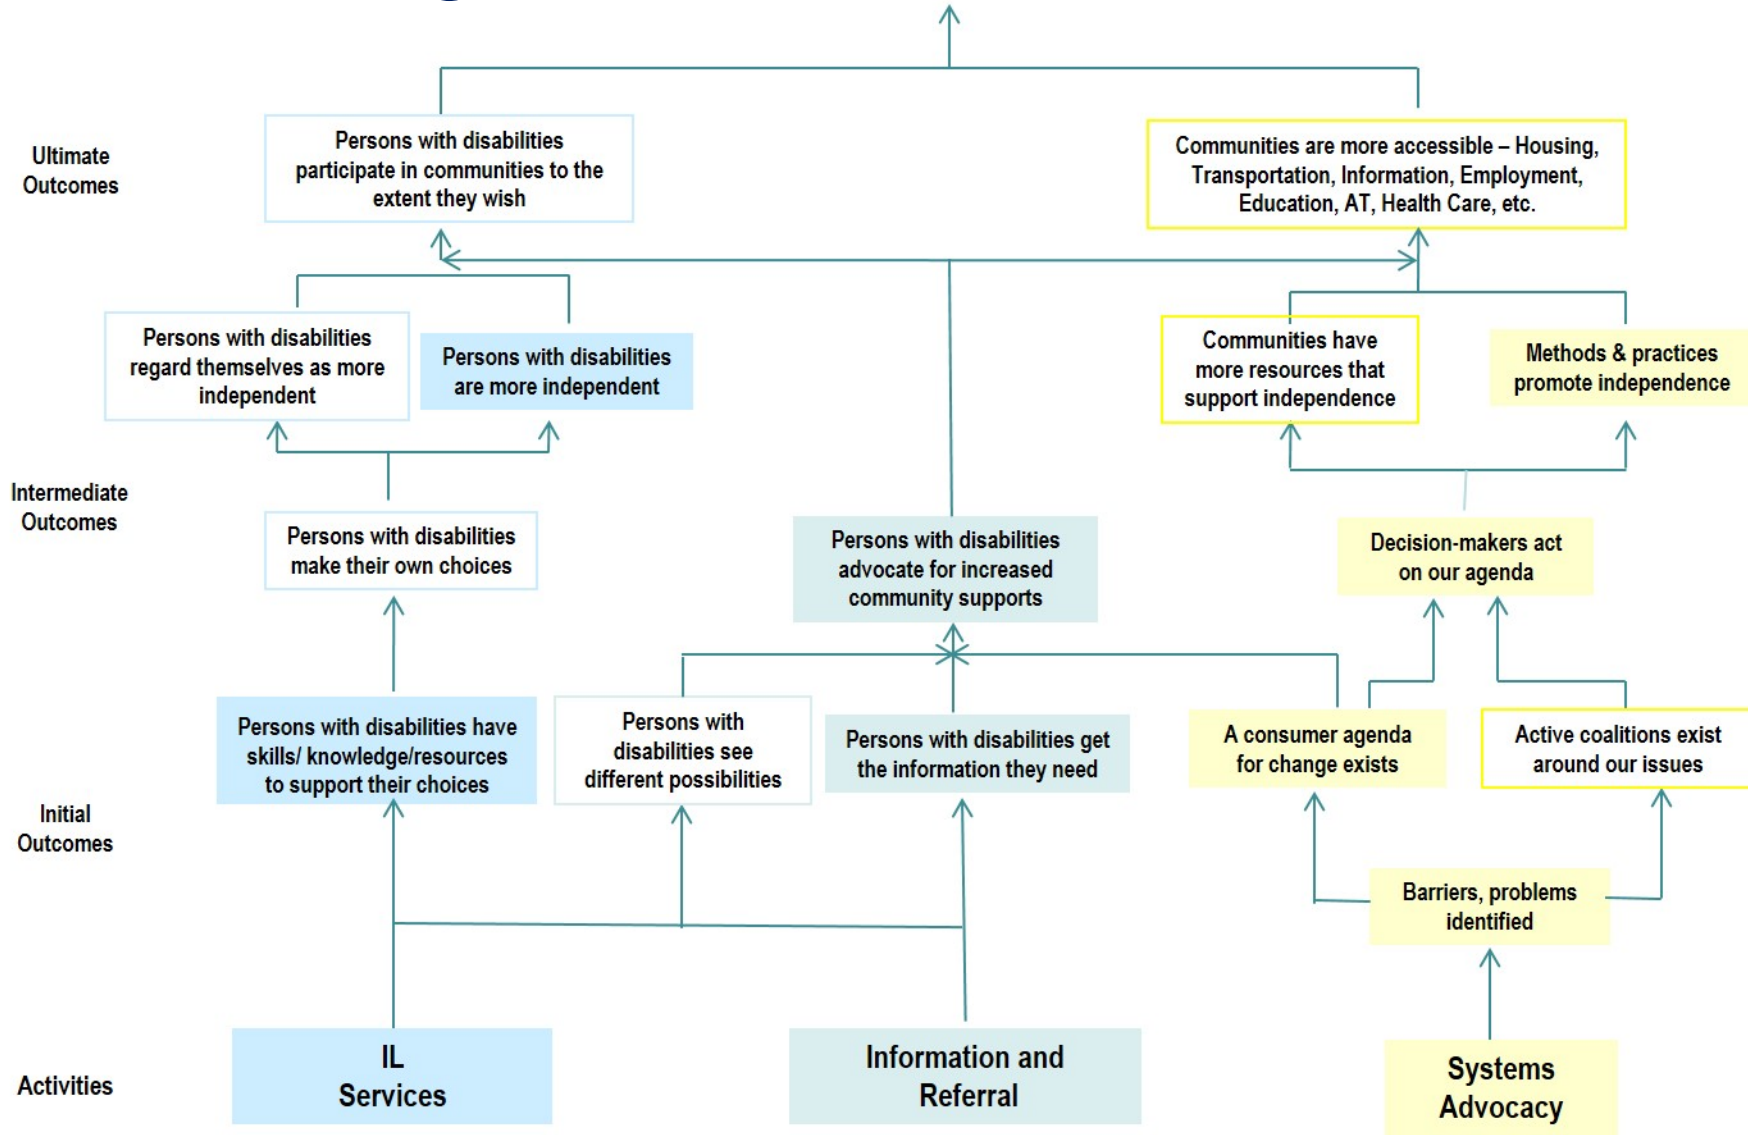 Ultimate
Outcomes
Persons with disabilities
participate in communities to the
extent they wish
Communities are more accessible – Housing,
Transportation, Information, Employment,
Education, AT, Health Care, etc.
Persons with disabilities
regard themselves as more
independent
Persons with disabilities
are more independent
Communities have
more resources that
support independence
Methods & practices
promote independence
Intermediate
Outcomes
Persons with disabilities
make their own choices
Persons with disabilities
advocate for increased
community supports
Decision-makers act
on our agenda
Initial
Outcomes
Persons with disabilities have
skills/ knowledge/resources
to support their choices
Persons with
disabilities see
different possibilities
Persons with disabilities get
the information they need
A consumer agenda
for change exists
Active coalitions exist
around our issues
Barriers, problems
identified
Activities
IL
Services
Information and
Referral
Systems
Advocacy